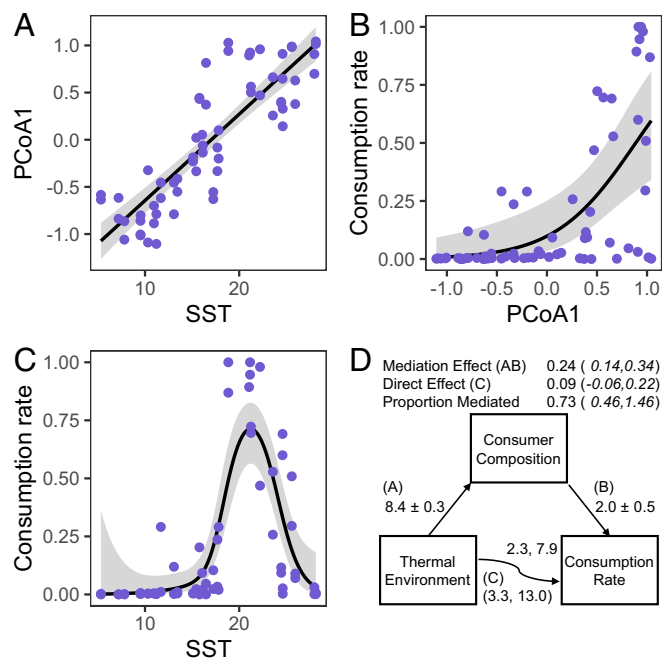 A
PCoA1
1.0
0.5
0.0
-0.5
-1.0
10
20
SST
B
Consumption rate
1.00
0.75
0.50
0.25
0.00
-1.0
-0.5
0.0
0.5
1.0
PCoA1
C
Consumption rate
1.00
0.75
0.50
0.25
0.00
10
20
SST
D
Mediation Effect (AB) 0.24 ( 0.14,0.34)
Direct Effect (C) 0.09 (-0.06,0.22)
Proportion Mediated 0.73 ( 0.46,1.46)
Consumer
Composition
(A)
8.4 ± 0.3
(B)
2.0 ± 0.5
Thermal
Environment
2.3, 7.9
(C)
(3.3, 13.0)
Consumption
Rate